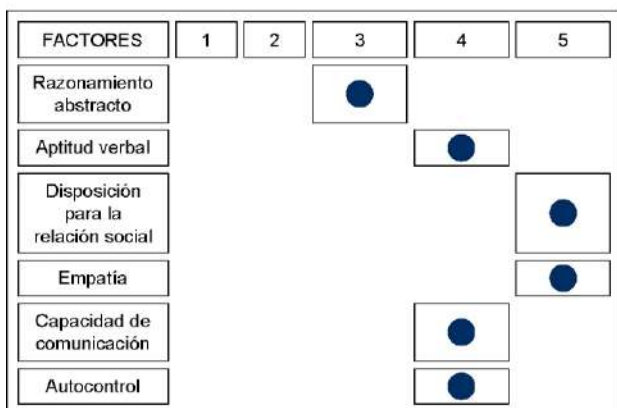 FACTORES 1 2 3 4 5
Razonamiento
abstracto
Aptitud verbal
Disposición
para la
relación social
Empatía
Capacidad de
comunicación
Autocontrol